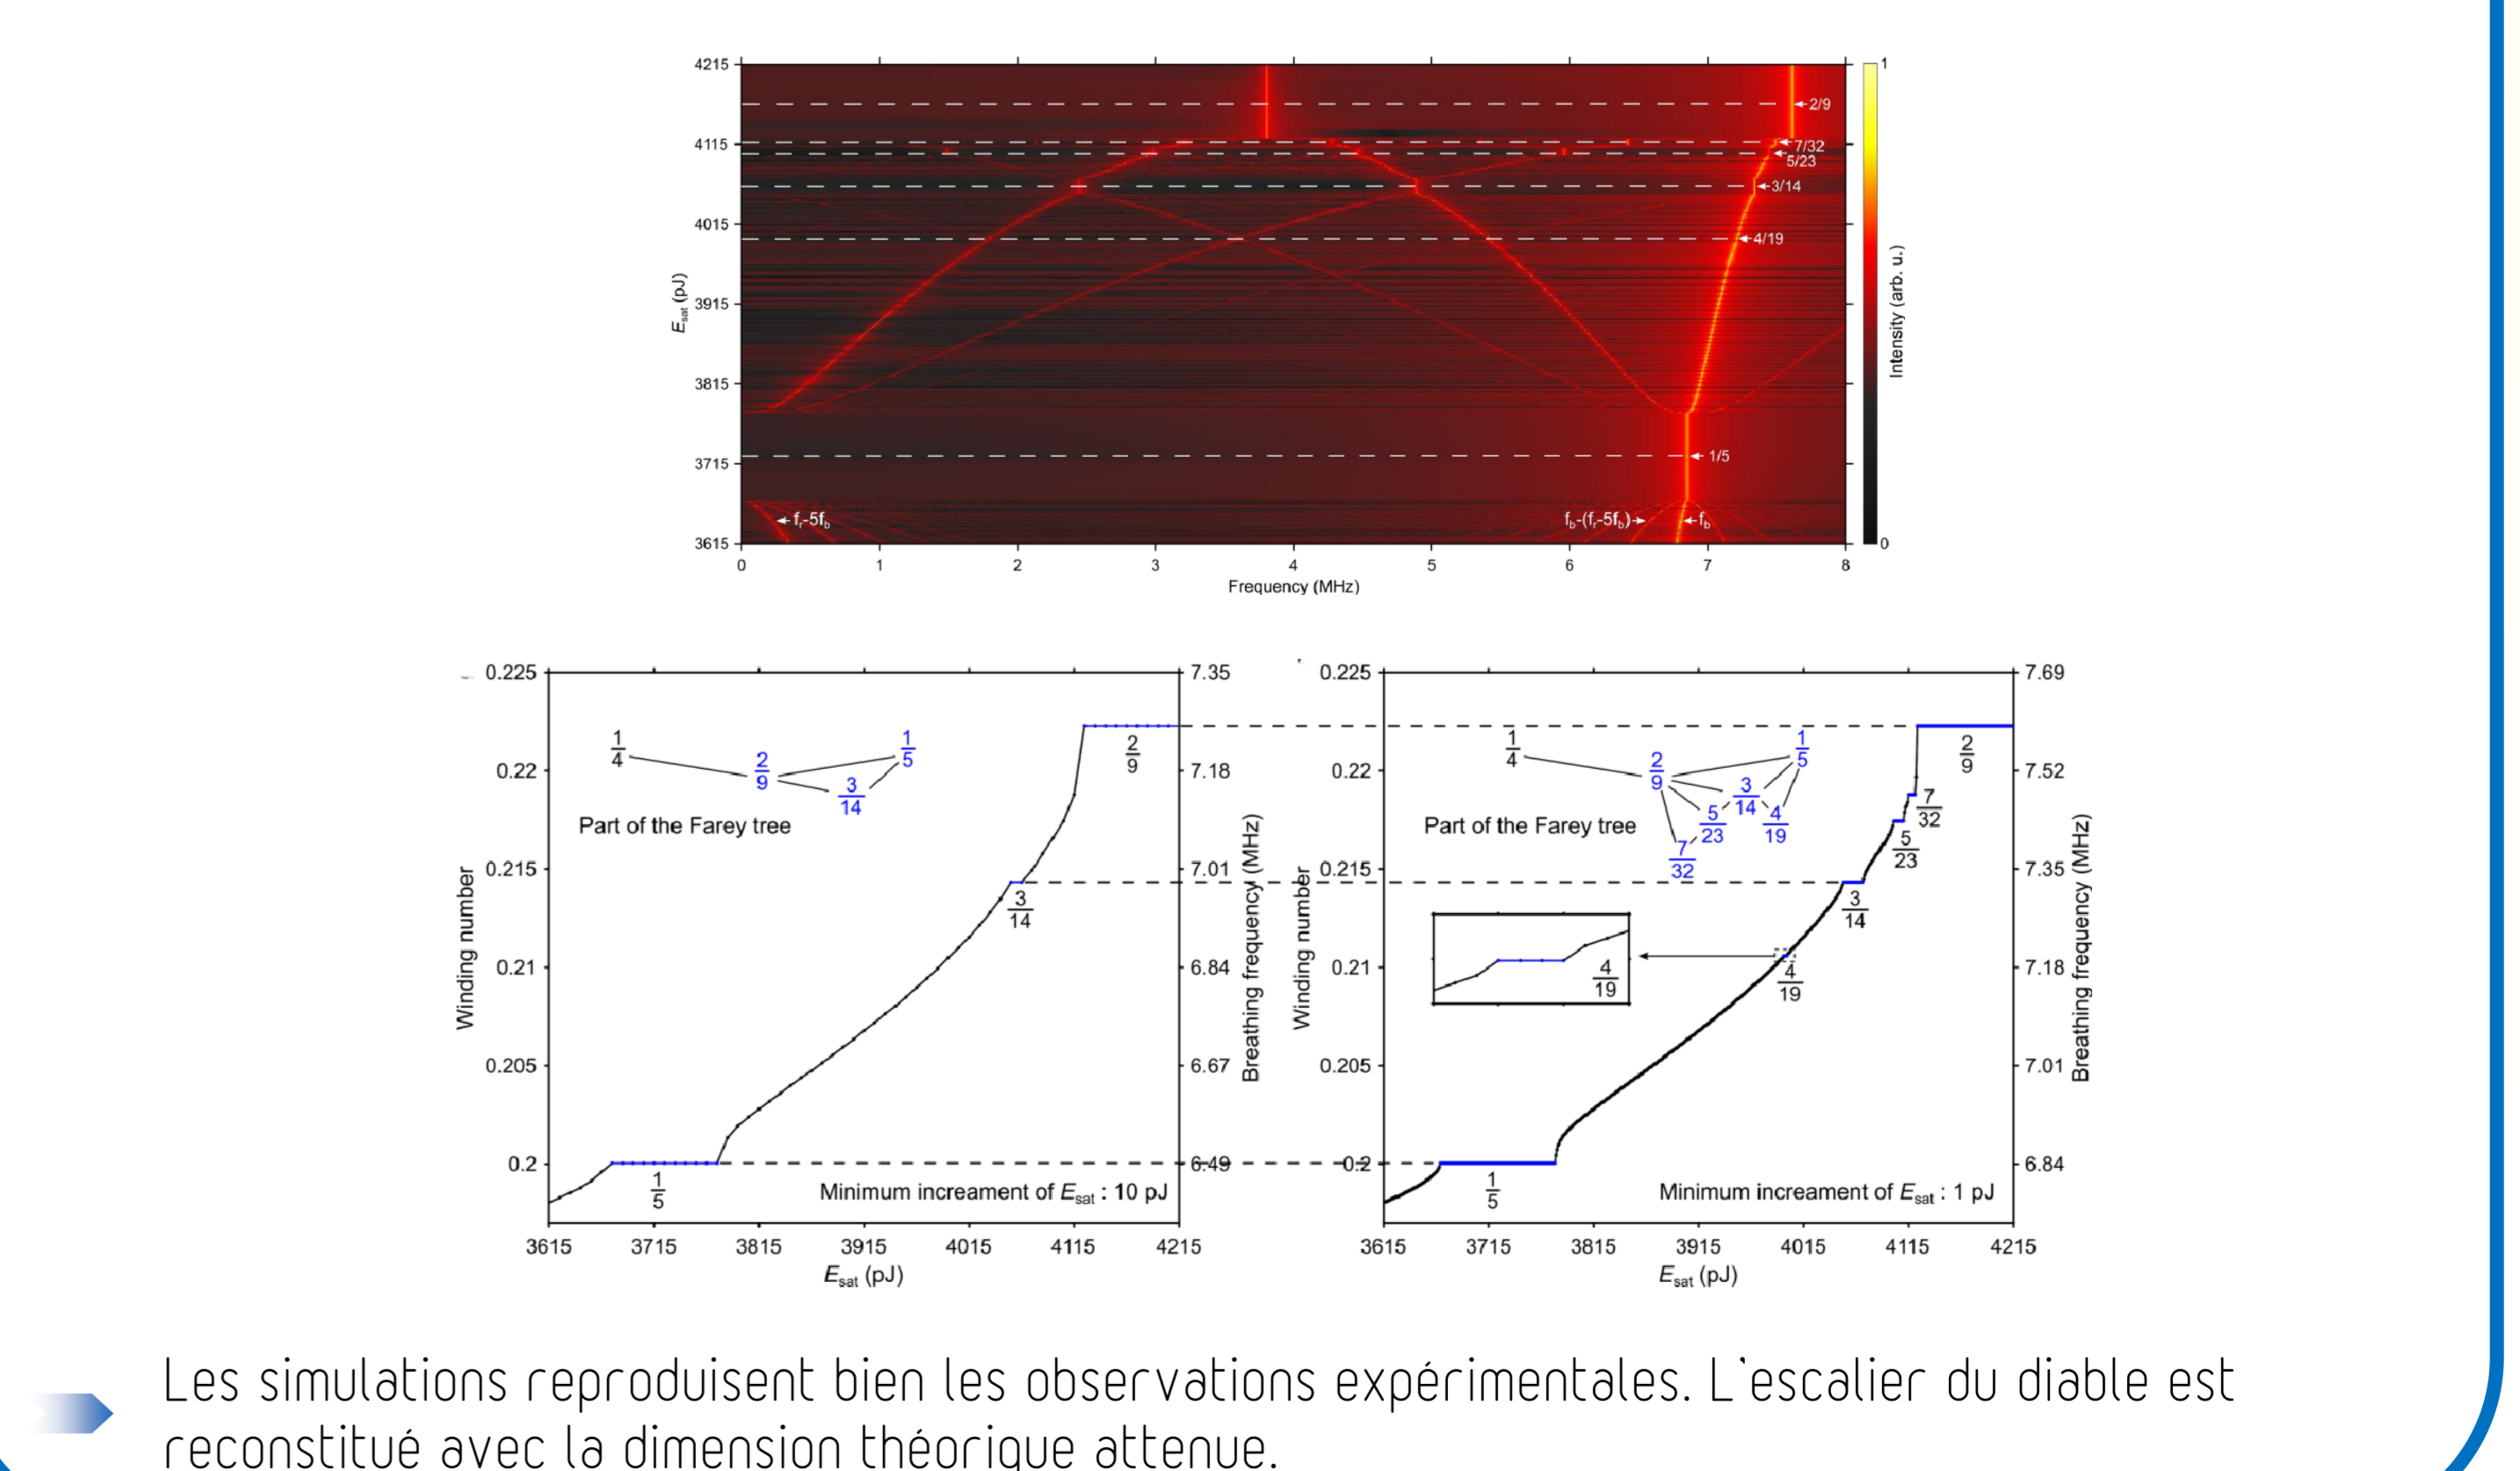 4215
4115
4015
3915
3815
3715
3615
E_sat (pJ)
2/9
7/32
5/23
3/14
4/19
1/5
f_r-5f_b
f_b-(f_r-5f_b)
f_b
0 1 2 3 4 5 6 7 8
Frequency (MHz)
1
0
Intensity (arb. u.)
0.225
0.22
0.215
0.21
0.205
0.2
Winding number
1/4
2/9
1/5
3/14
Part of the Farey tree
2/9
3/14
1/5
Minimum increament of E_sat : 10 pJ
7.35
7.18
7.01
6.84
6.67
6.49
Breathing frequency (MHz)
3615 3715 3815 3915 4015 4115 4215
E_sat (pJ)
0.225
0.22
0.215
0.21
0.205
0.2
Winding number
1/4
2/9
1/5
3/14
5/23
4/19
7/32
Part of the Farey tree
2/9
7/32
5/23
3/14
4/19
4/19
1/5
Minimum increament of E_sat : 1 pJ
7.69
7.52
7.35
7.18
7.01
6.84
Breathing frequency (MHz)
3615 3715 3815 3915 4015 4115 4215
E_sat (pJ)
Les simulations reproduisent bien les observations expérimentales. L'escalier du diable est
reconstitué avec la dimension théorique attenue.